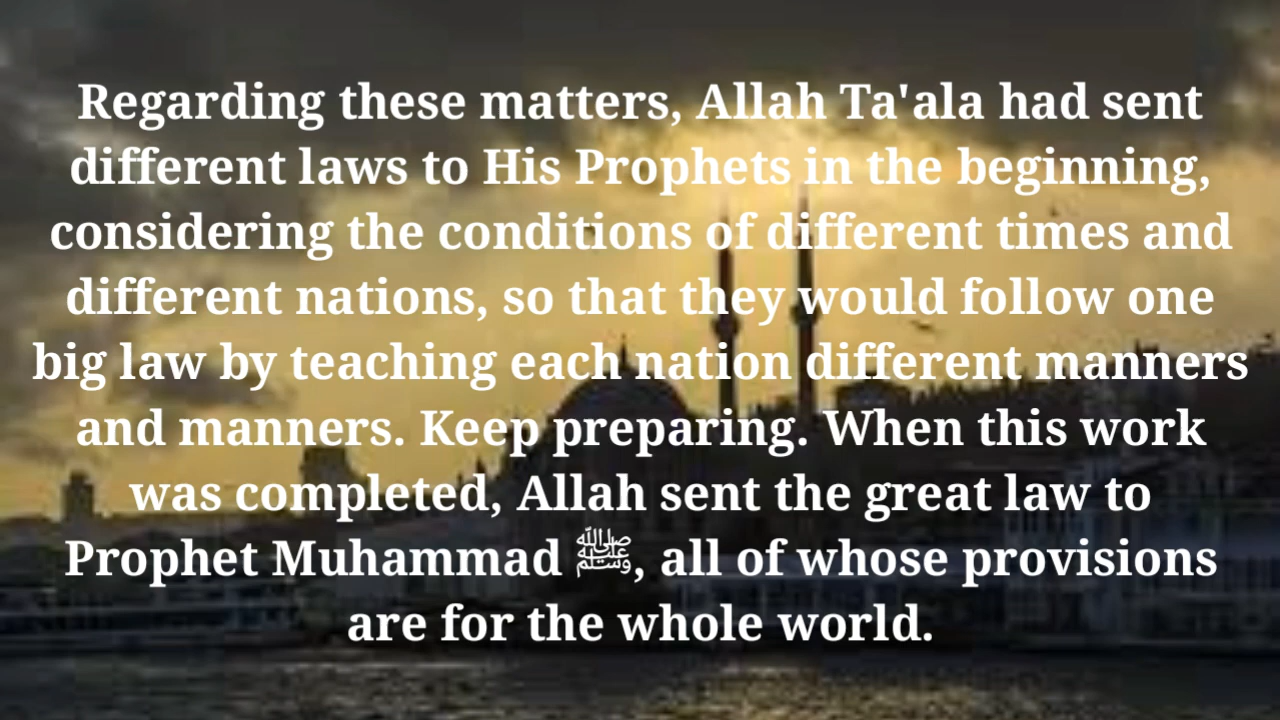 Regarding these matters, Allah Ta'ala had sent
different laws to His Prophets in the beginning,
considering the conditions of different times and
different nations, so that they would follow one
big law by teaching each nation different manners
and manners. Keep preparing. When this work
was completed, Allah sent the great law to
Prophet Muhammad ﷺ, all of whose provisions
are for the whole world.